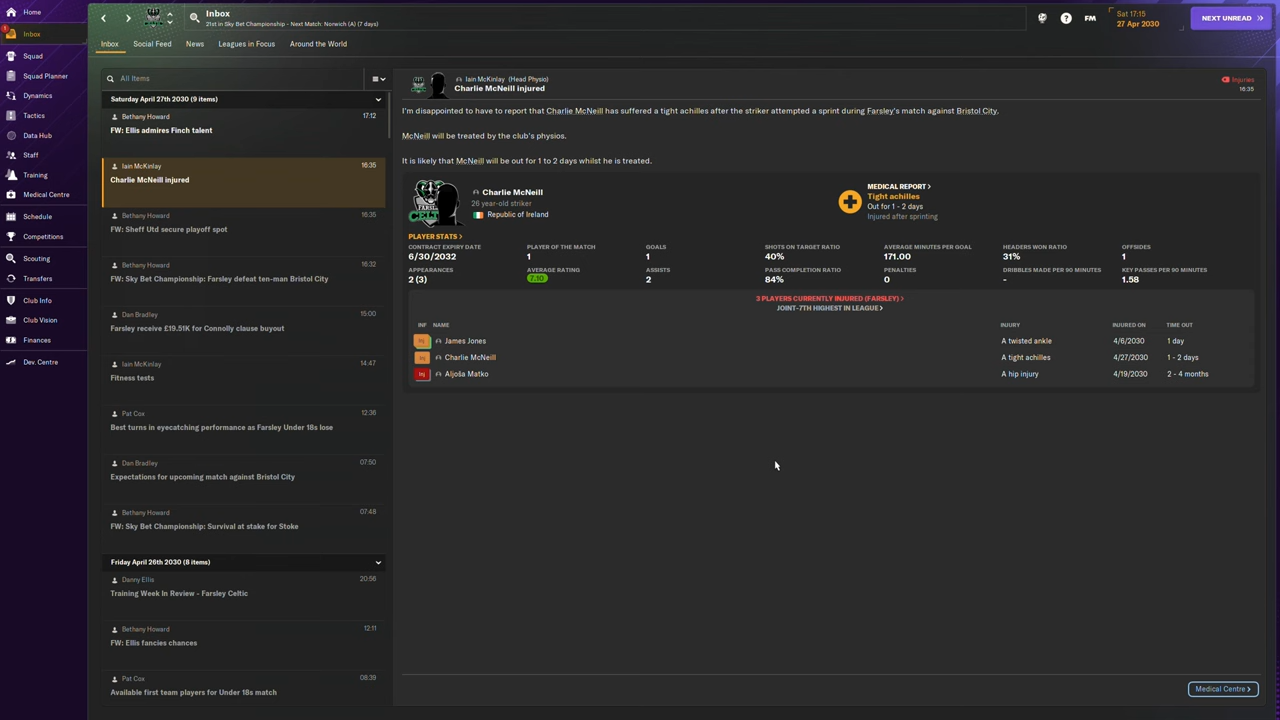 Home
Inbox
Squad
Squad Planner
Dynamics
Tactics
Data Hub
Staff
Training
Medical Centre
Schedule
Competitions
Scouting
Transfers
Club Info
Club Vision
Finances
Dev. Centre
Inbox
21st in Sky Bet Championship - Next Match: Norwich (A) (7 days)
FM
Sat 17:15
27 Apr 2030
NEXT UNREAD
Inbox
Social Feed
News
Leagues in Focus
Around the World
All Items
Saturday April 27th 2030 (9 items)
Bethany Howard 17:12
FW: Ellis admires Finch talent
Iain McKinlay 16:35
Charlie McNeill injured
Bethany Howard 16:35
FW: Sheff Utd secure playoff spot
Bethany Howard 16:32
FW: Sky Bet Championship: Farsley defeat ten-man Bristol City
Dan Bradley 15:00
Farsley receive £19.51K for Connolly clause buyout
Iain McKinlay 14:47
Fitness tests
Pat Cox 12:36
Best turns in eyecatching performance as Farsley Under 18s lose
Dan Bradley 07:50
Expectations for upcoming match against Bristol City
Bethany Howard 07:48
FW: Sky Bet Championship: Survival at stake for Stoke
Friday April 26th 2030 (8 items)
Danny Ellis 20:56
Training Week In Review - Farsley Celtic
Bethany Howard 12:11
FW: Ellis fancies chances
Pat Cox 08:39
Available first team players for Under 18s match
Iain McKinlay (Head Physio)
Charlie McNeill injured
Injuries
16:35
I'm disappointed to have to report that Charlie McNeill has suffered a tight achilles after the striker attempted a sprint during Farsley's match against Bristol City.
McNeill will be treated by the club's physios.
It is likely that McNeill will be out for 1 to 2 days whilst he is treated.
Charlie McNeill
26 year-old striker
Republic of Ireland
MEDICAL REPORT >
Tight achilles
Out for 1 - 2 days
Injured after sprinting
PLAYER STATS >
CONTRACT EXPIRY DATE PLAYER OF THE MATCH GOALS SHOTS ON TARGET RATIO AVERAGE MINUTES PER GOAL HEADERS WON RATIO OFFSIDES
6/30/2032 1 1 40% 171.00 31% 1
APPEARANCES AVERAGE RATING ASSISTS PASS COMPLETION RATIO PENALTIES DRIBBLES MADE PER 90 MINUTES KEY PASSES PER 90 MINUTES
2 (3) 7.10 2 84% 0 - 1.58
3 PLAYERS CURRENTLY INJURED (FARSLEY) >
JOINT-7TH HIGHEST IN LEAGUE >
INF NAME INJURY INJURED ON TIME OUT
Inj James Jones A twisted ankle 4/6/2030 1 day
Inj Charlie McNeill A tight achilles 4/27/2030 1 - 2 days
Inj Aljoša Matko A hip injury 4/19/2030 2 - 4 months
Medical Centre >